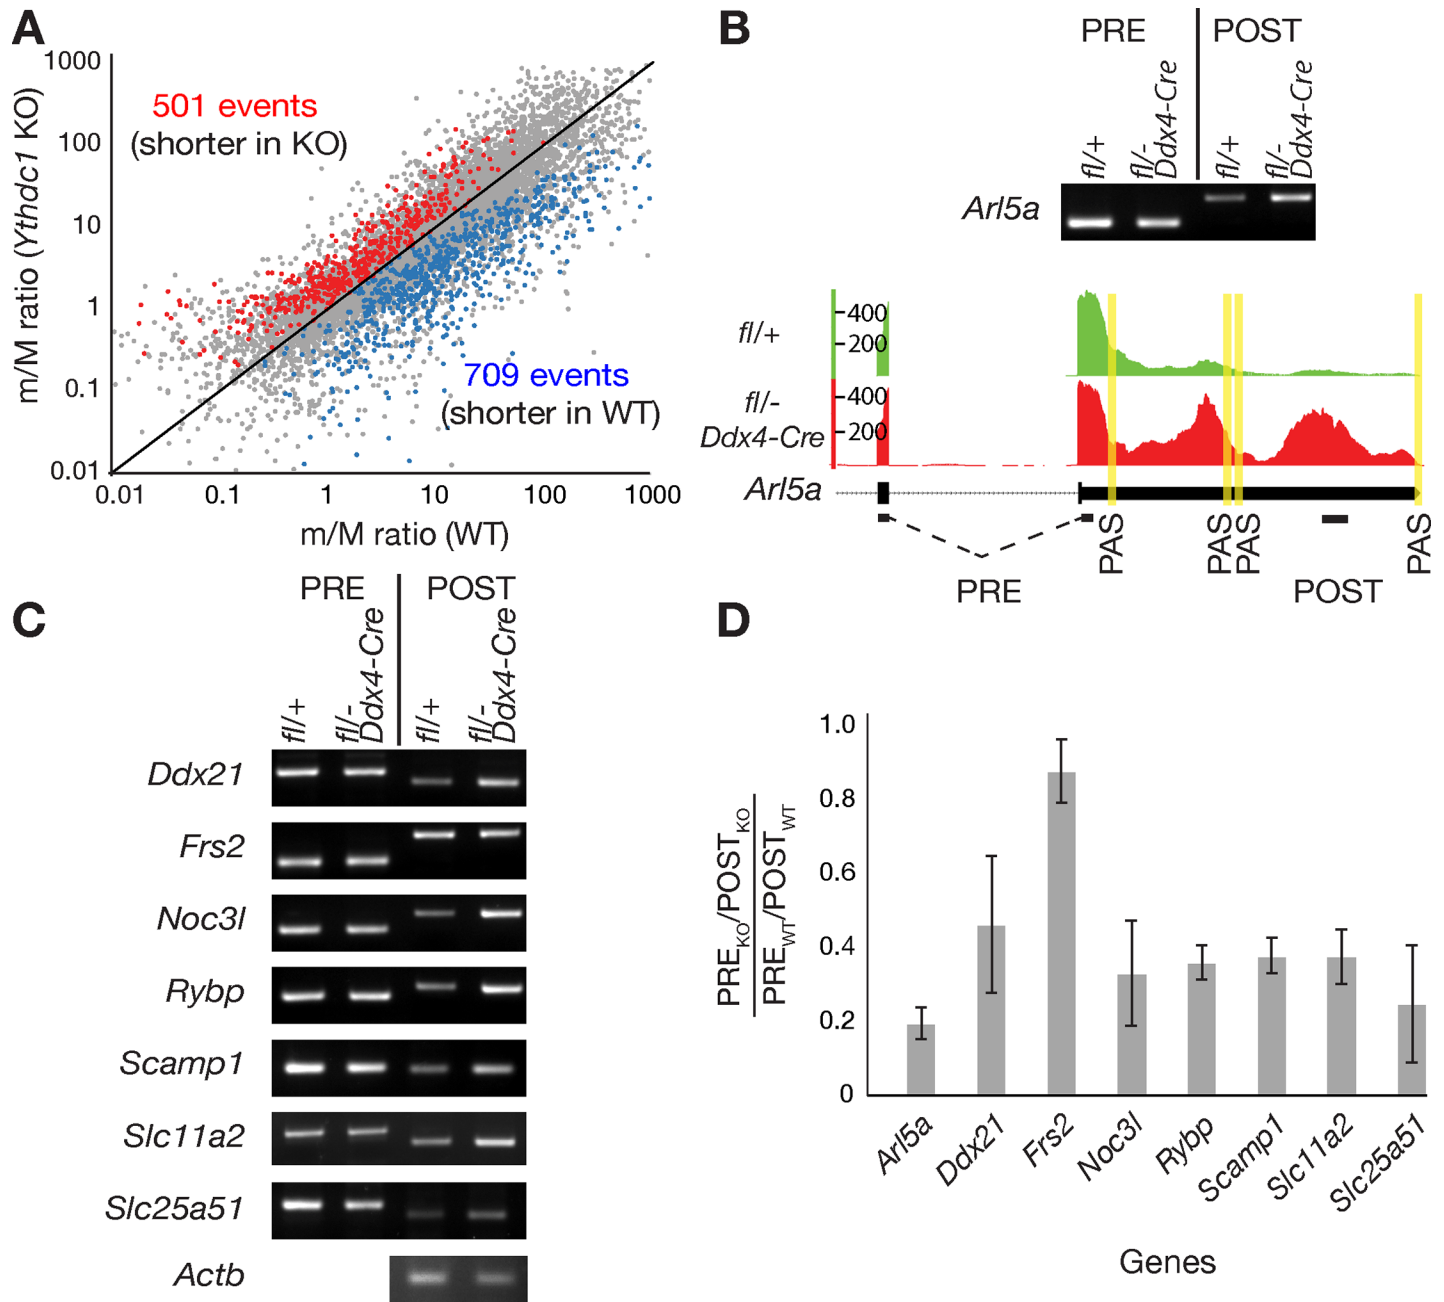 A
1000
100
10
1
0.1
0.01
m/M ratio (Ythdc1 KO)
501 events
(shorter in KO)
709 events
(shorter in WT)
0.01
0.1
1
10
100
1000
m/M ratio (WT)
B
PRE
POST
fl/+
fl/-
Ddx4-Cre
fl/+
fl/-
Ddx4-Cre
Arl5a
fl/+
400
200
fl/-
Ddx4-Cre
400
200
Arl5a
PAS
PAS
PAS
PAS
PRE
POST
C
PRE
POST
fl/+
fl/-
Ddx4-Cre
fl/+
fl/-
Ddx4-Cre
Ddx21
Frs2
Noc3l
Rybp
Scamp1
Slc11a2
Slc25a51
Actb
D
PREKO/POSTKO
PREWT/POSTWT
1.0
0.8
0.6
0.4
0.2
0
Arl5a
Ddx21
Frs2
Noc3l
Rybp
Scamp1
Slc11a2
Slc25a51
Genes